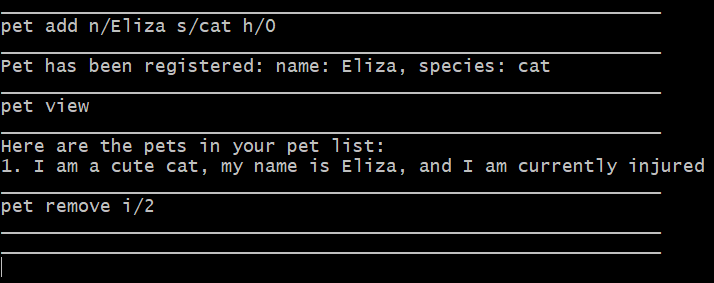 pet add n/Eliza s/cat h/0
Pet has been registered: name: Eliza, species: cat
pet view
Here are the pets in your pet list:
1. I am a cute cat, my name is Eliza, and I am currently injured
pet remove i/2